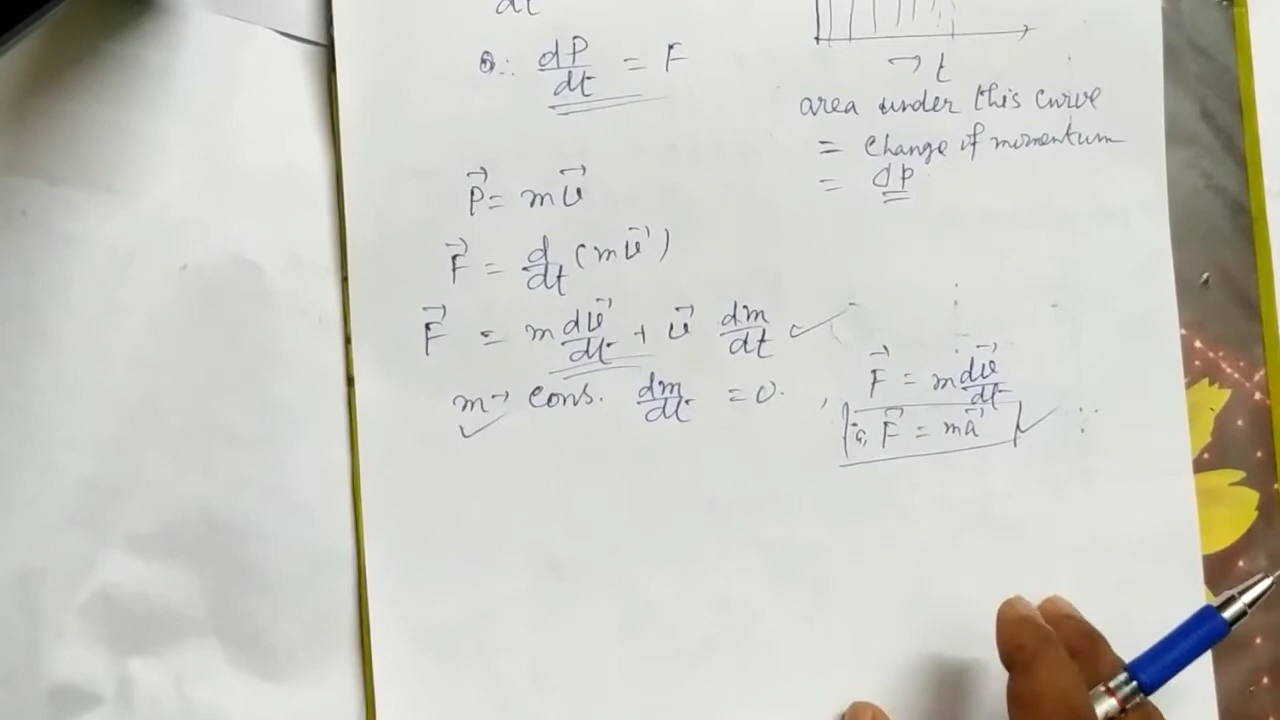 dt
∴ dP/dt = F
→ t
area under this curve
= change of momentum
= dp
P⃗ = mv⃗
F⃗ = d/dt (mv⃗)
F⃗ = m dv⃗/dt + v⃗ dm/dt
m → cons. dm/dt = 0. , F⃗ = m dv⃗/dt
F⃗ = ma⃗